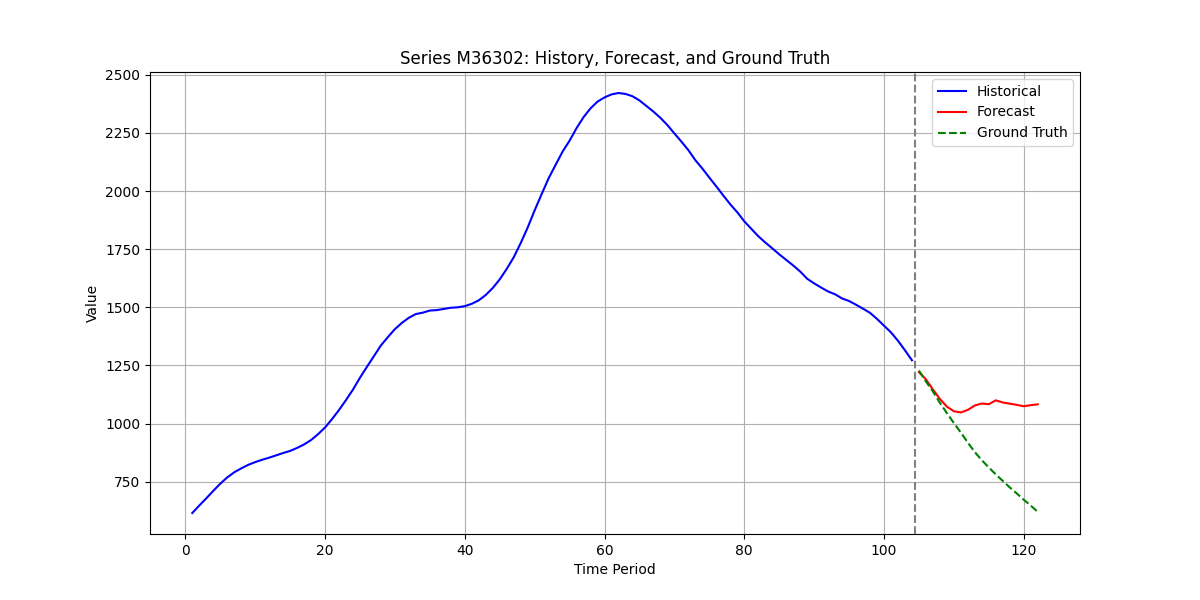 Series M36302: History, Forecast, and Ground Truth
2500
2250
2000
1750
1500
1250
1000
750
Value
0 20 40 60 80 100 120
Time Period
Historical
Forecast
Ground Truth